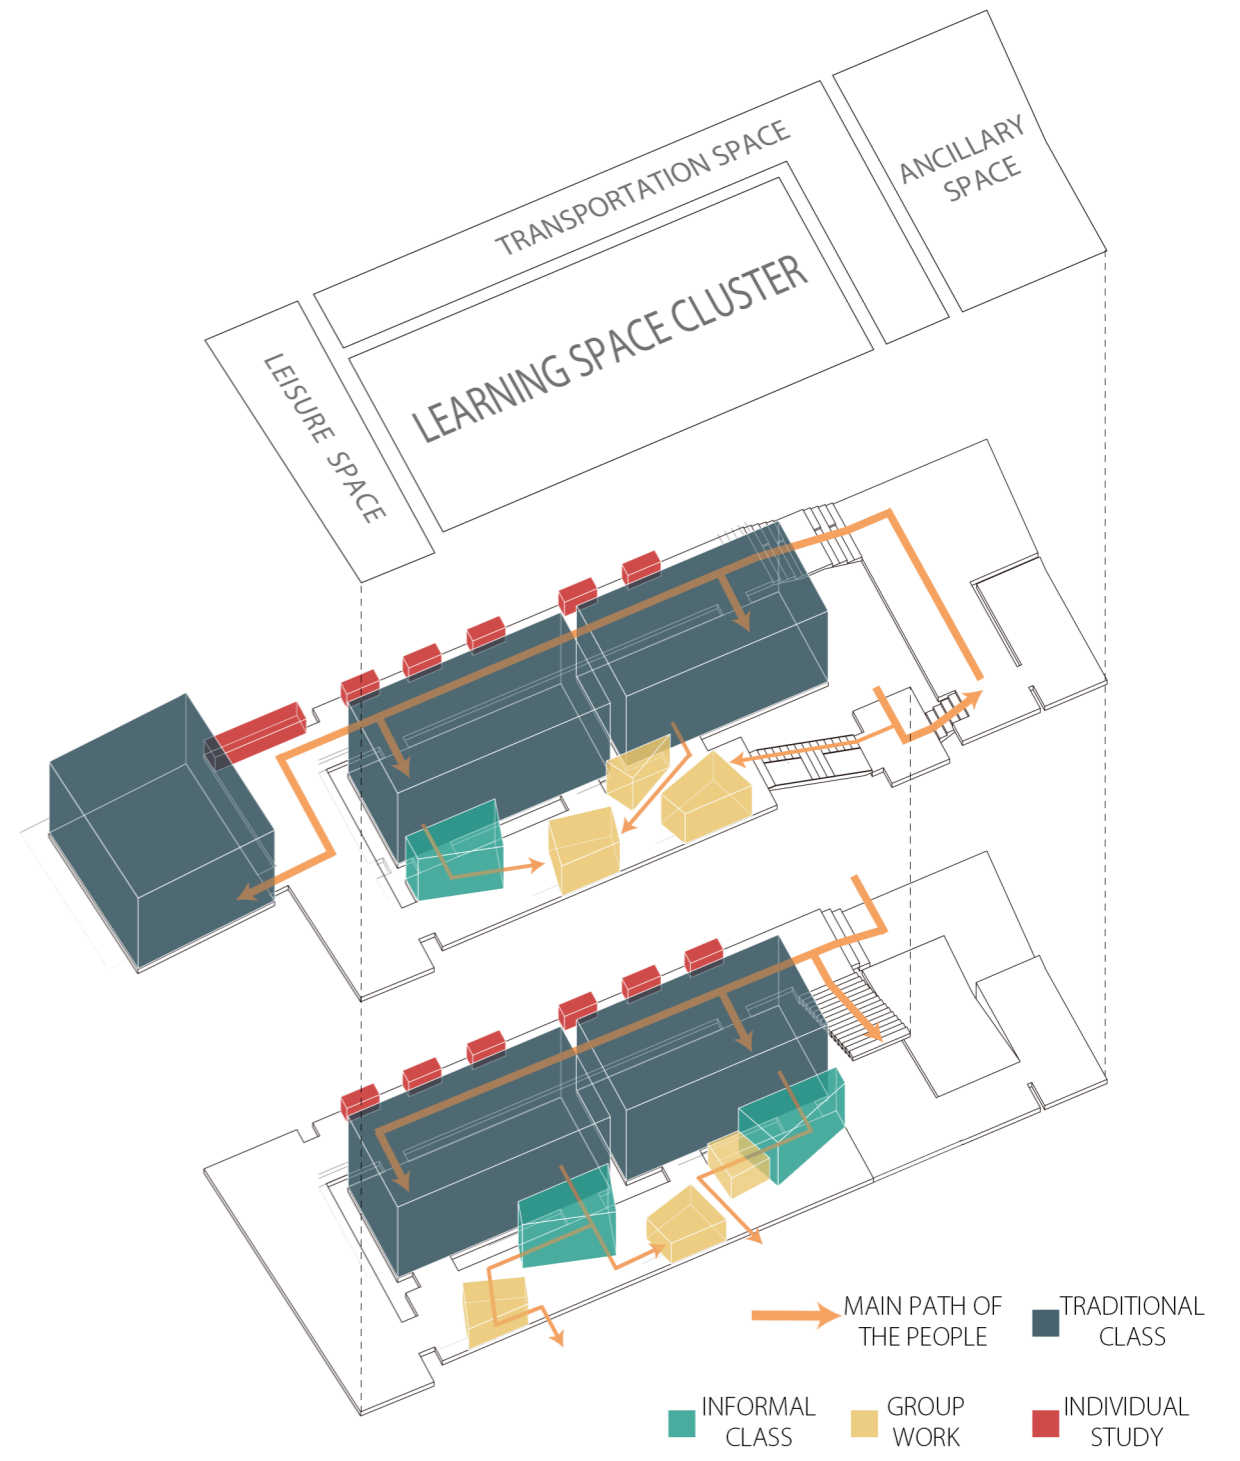 TRANSPORTATION SPACE
ANCILLARY
SPACE
LEARNING SPACE CLUSTER
LEISURE SPACE
MAIN PATH OF
THE PEOPLE
TRADITIONAL
CLASS
INFORMAL
CLASS
GROUP
WORK
INDIVIDUAL
STUDY